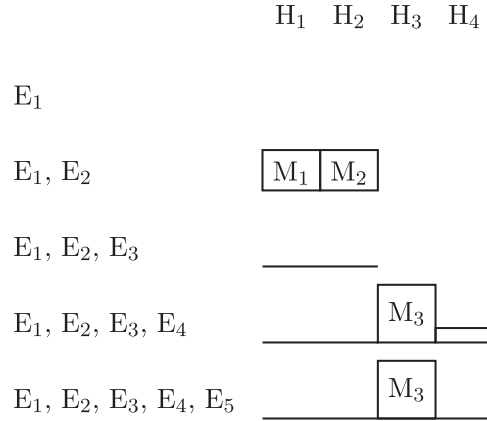 H₁ H₂ H₃ H₄
E₁
E₁, E₂ M₁ M₂
E₁, E₂, E₃
E₁, E₂, E₃, E₄ M₃
E₁, E₂, E₃, E₄, E₅ M₃